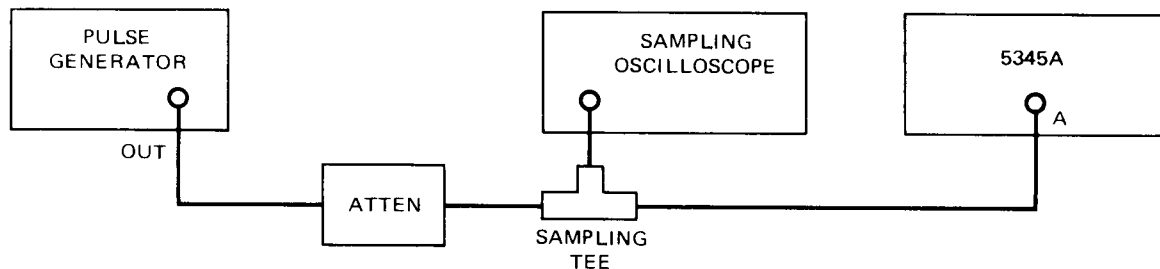 PULSE
GENERATOR
OUT
ATTEN
SAMPLING
OSCILLOSCOPE
SAMPLING
TEE
5345A
A